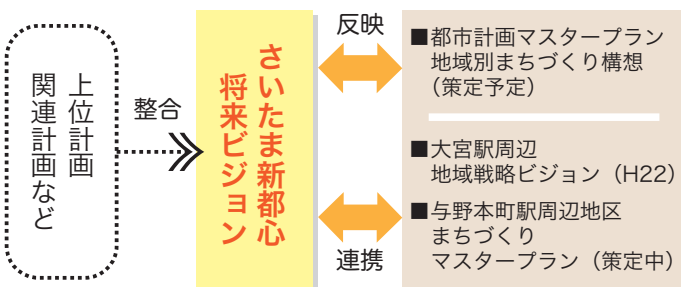 上位計画
関連計画など
整合
さいたま新都心
将来ビジョン
反映
連携
■都市計画マスタープラン
地域別まちづくり構想
（策定予定）
■大宮駅周辺
地域戦略ビジョン（H22）
■与野本町駅周辺地区
まちづくり
マスタープラン（策定中）